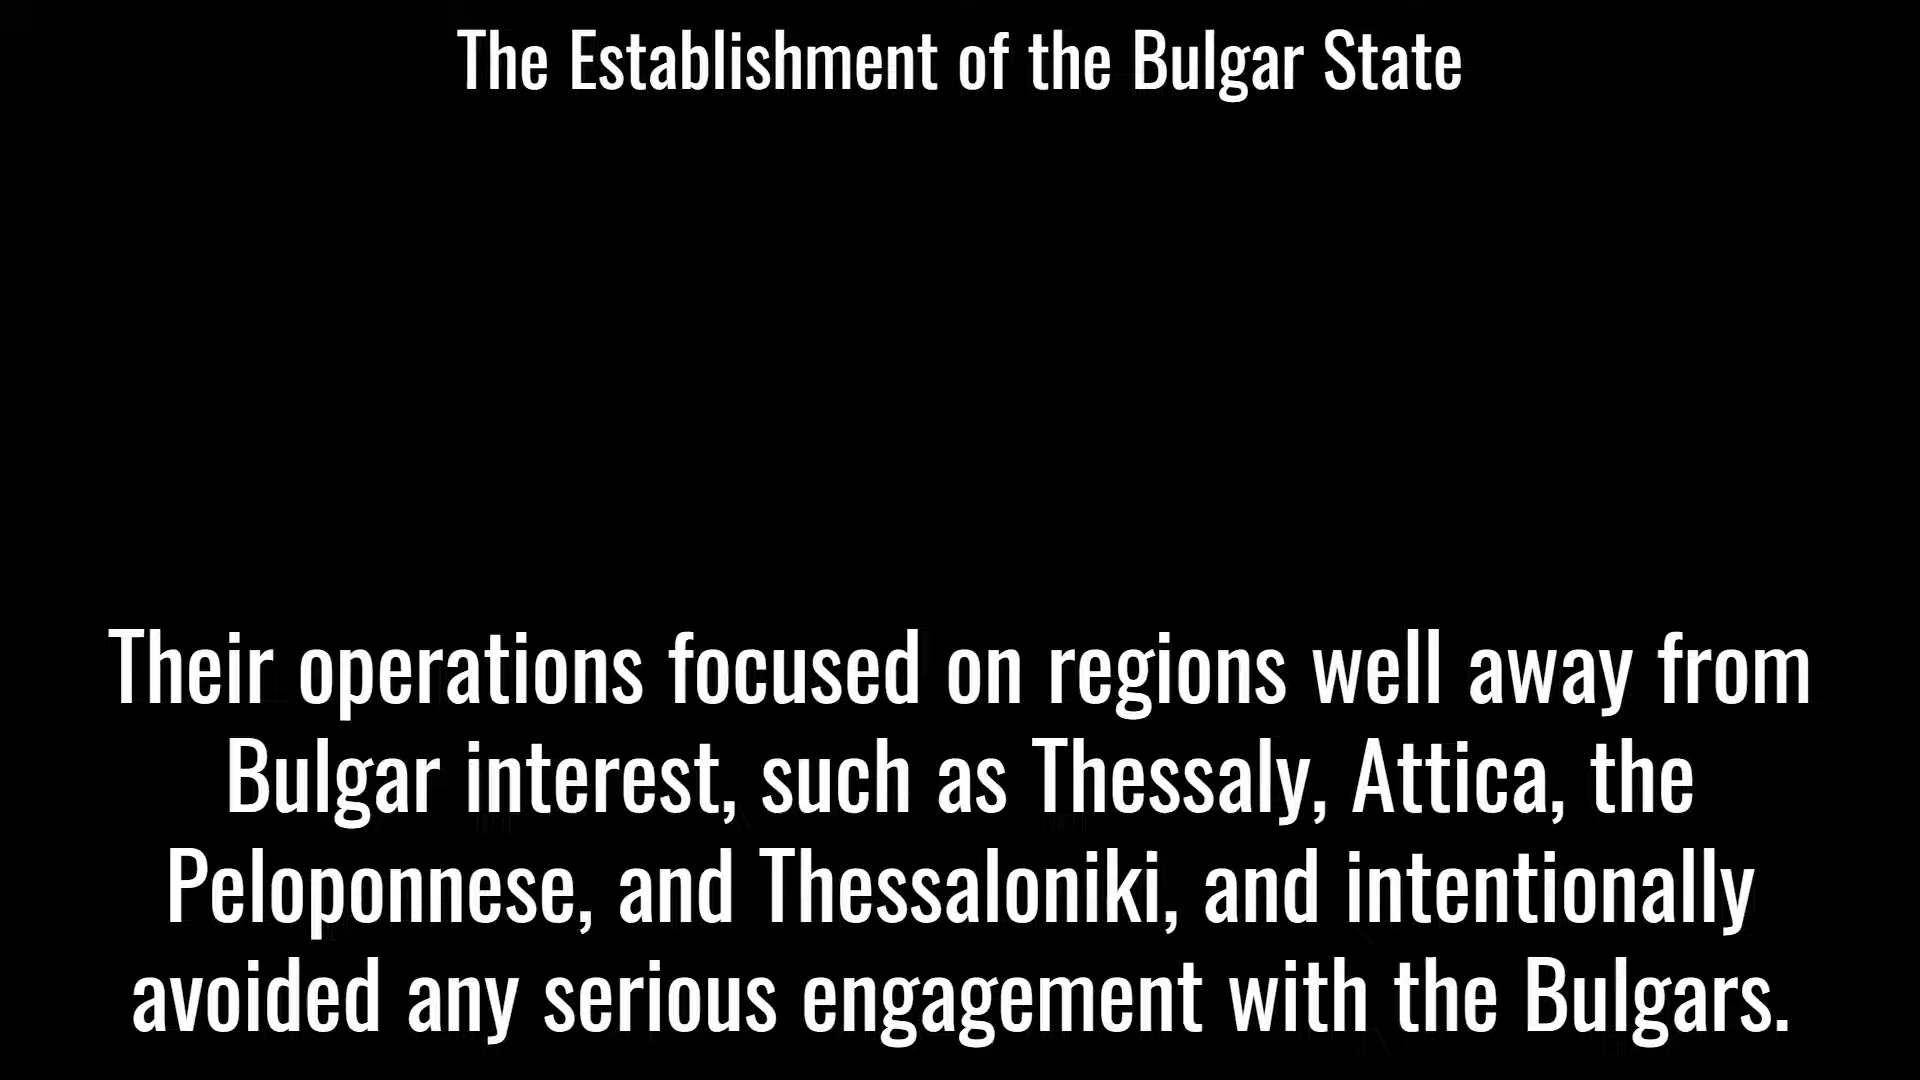 The Establishment of the Bulgar State
Their operations focused on regions well away from
Bulgar interest, such as Thessaly, Attica, the
Peloponnese, and Thessaloniki, and intentionally
avoided any serious engagement with the Bulgars.